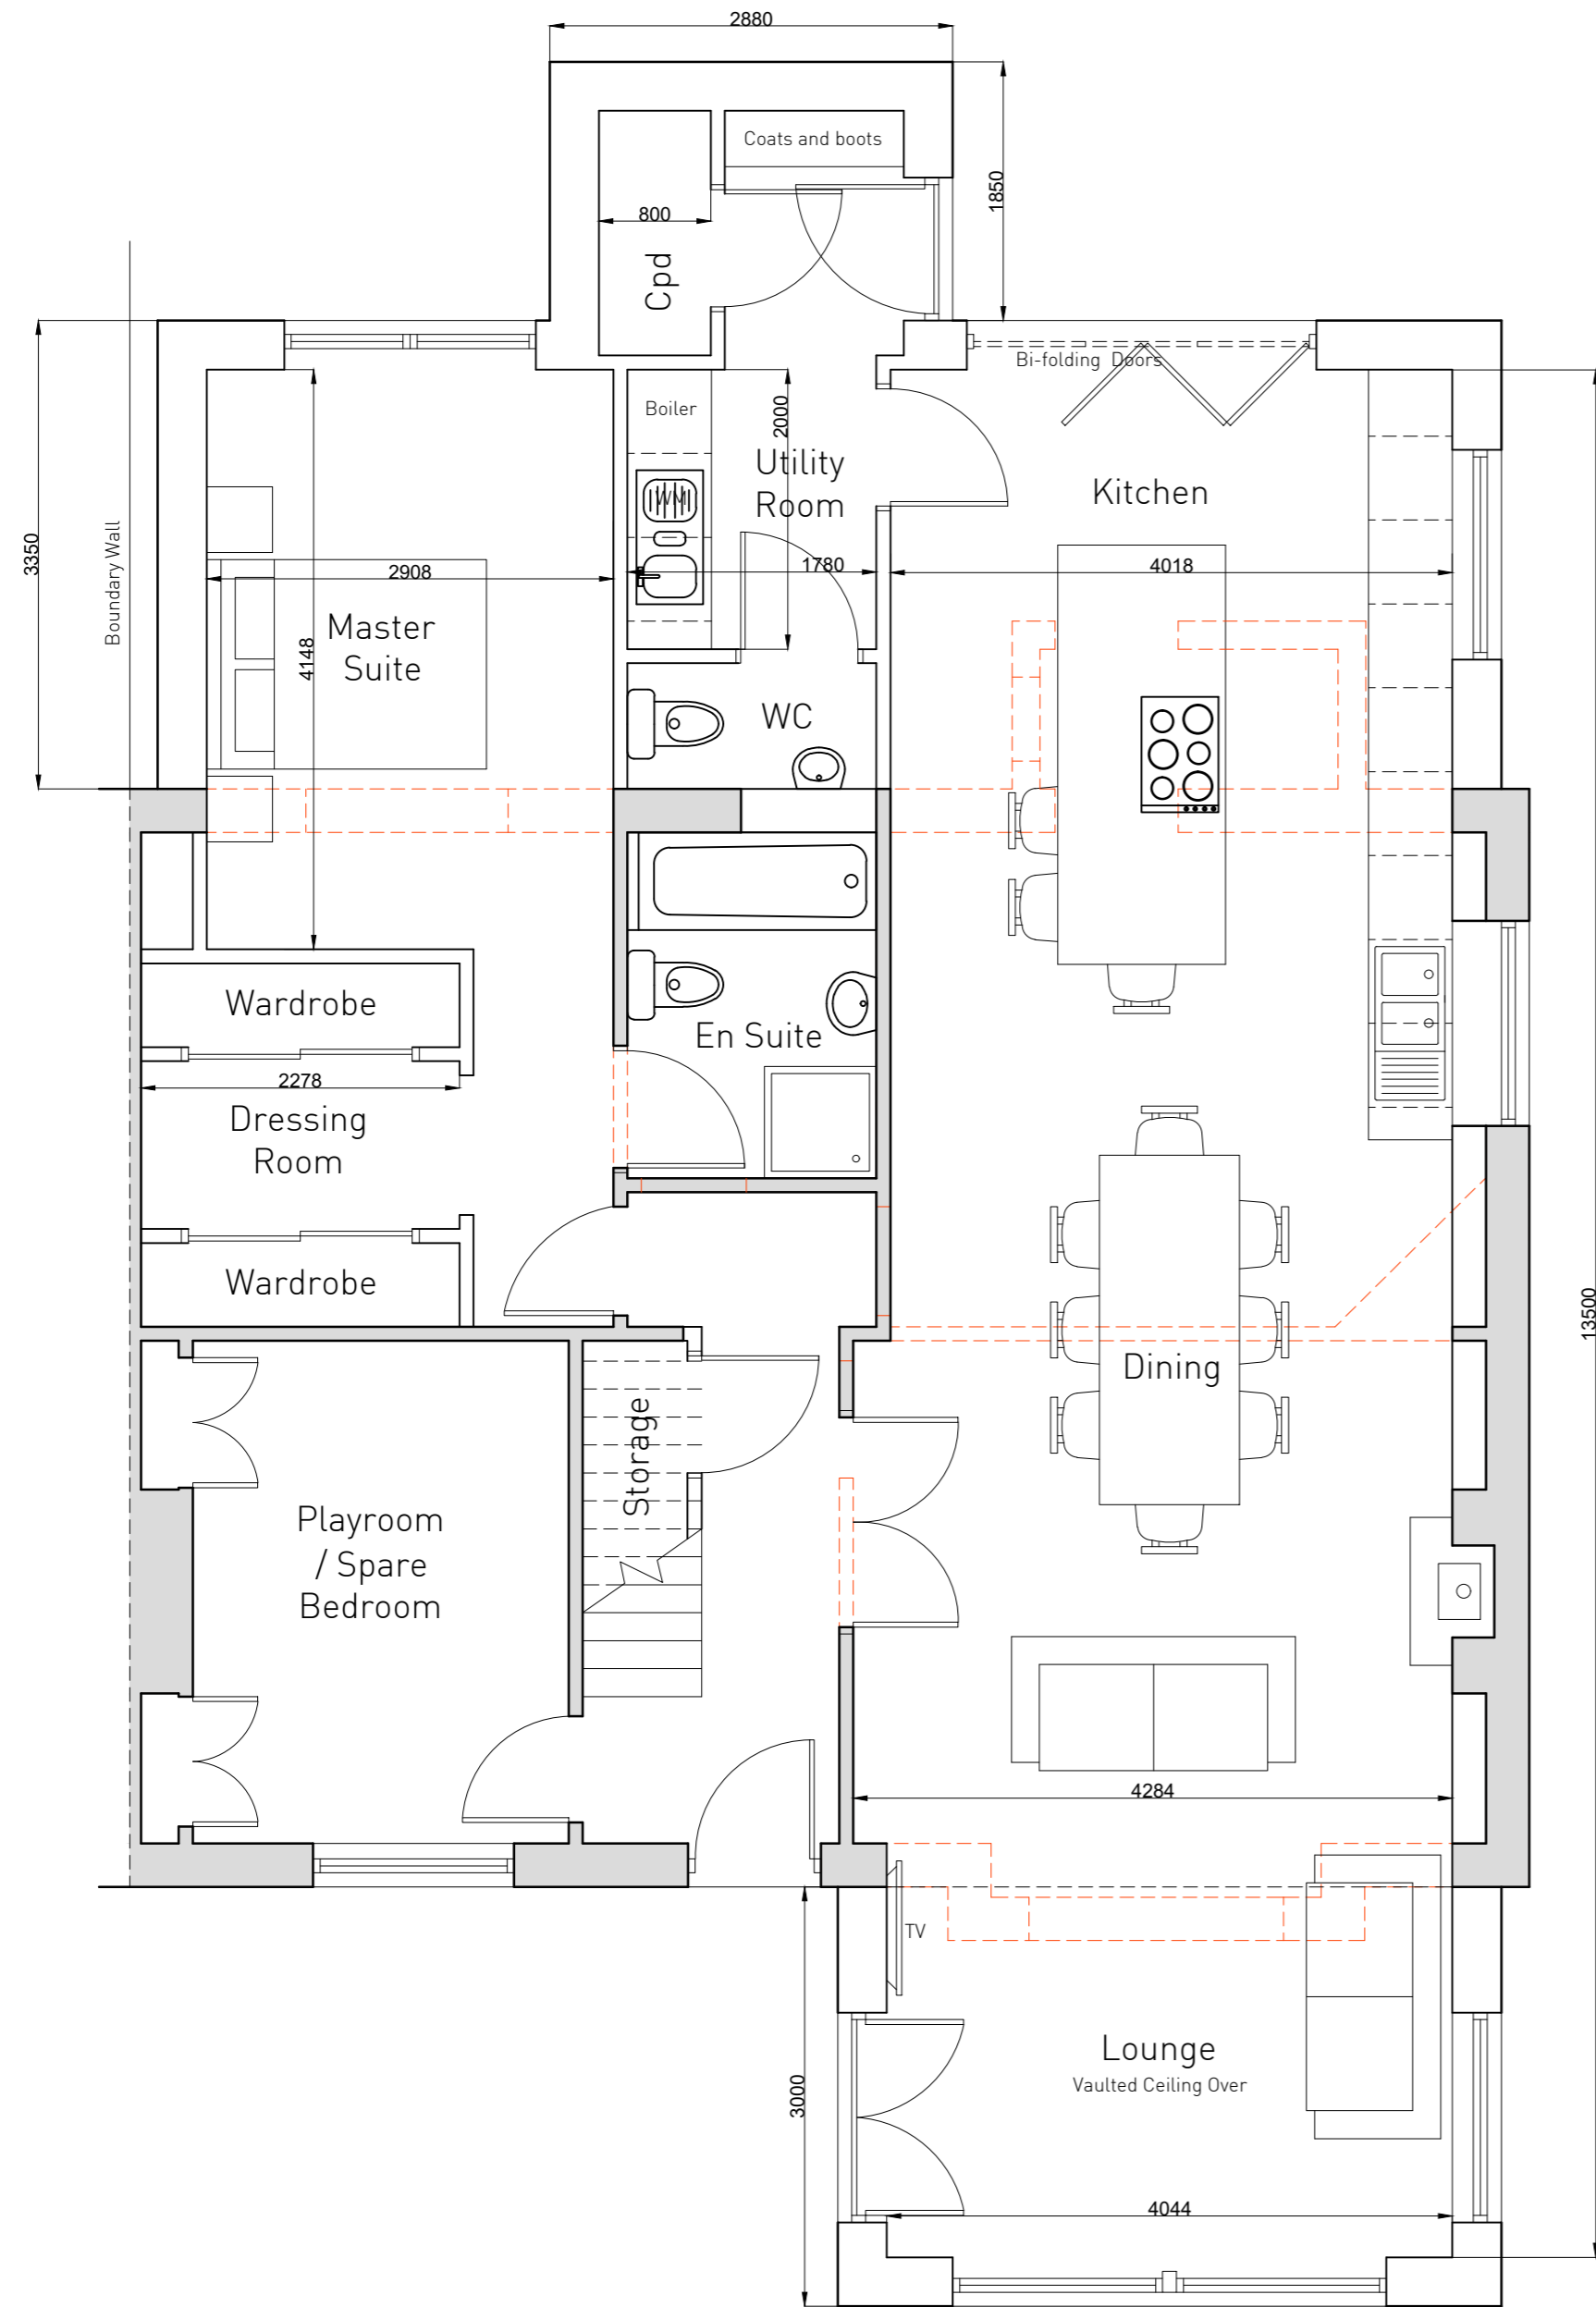 2880
Coats and boots
1850
800
Cpd
3350
Boundary Wall
Bi-folding Doors
Boiler
2000
Utility
Room
WM
Kitchen
2908
1780
4018
Master
Suite
4148
WC
Wardrobe
En Suite
2278
Dressing
Room
Wardrobe
13500
Dining
Storage
Playroom
/ Spare
Bedroom
4284
TV
Lounge
Vaulted Ceiling Over
3000
4044